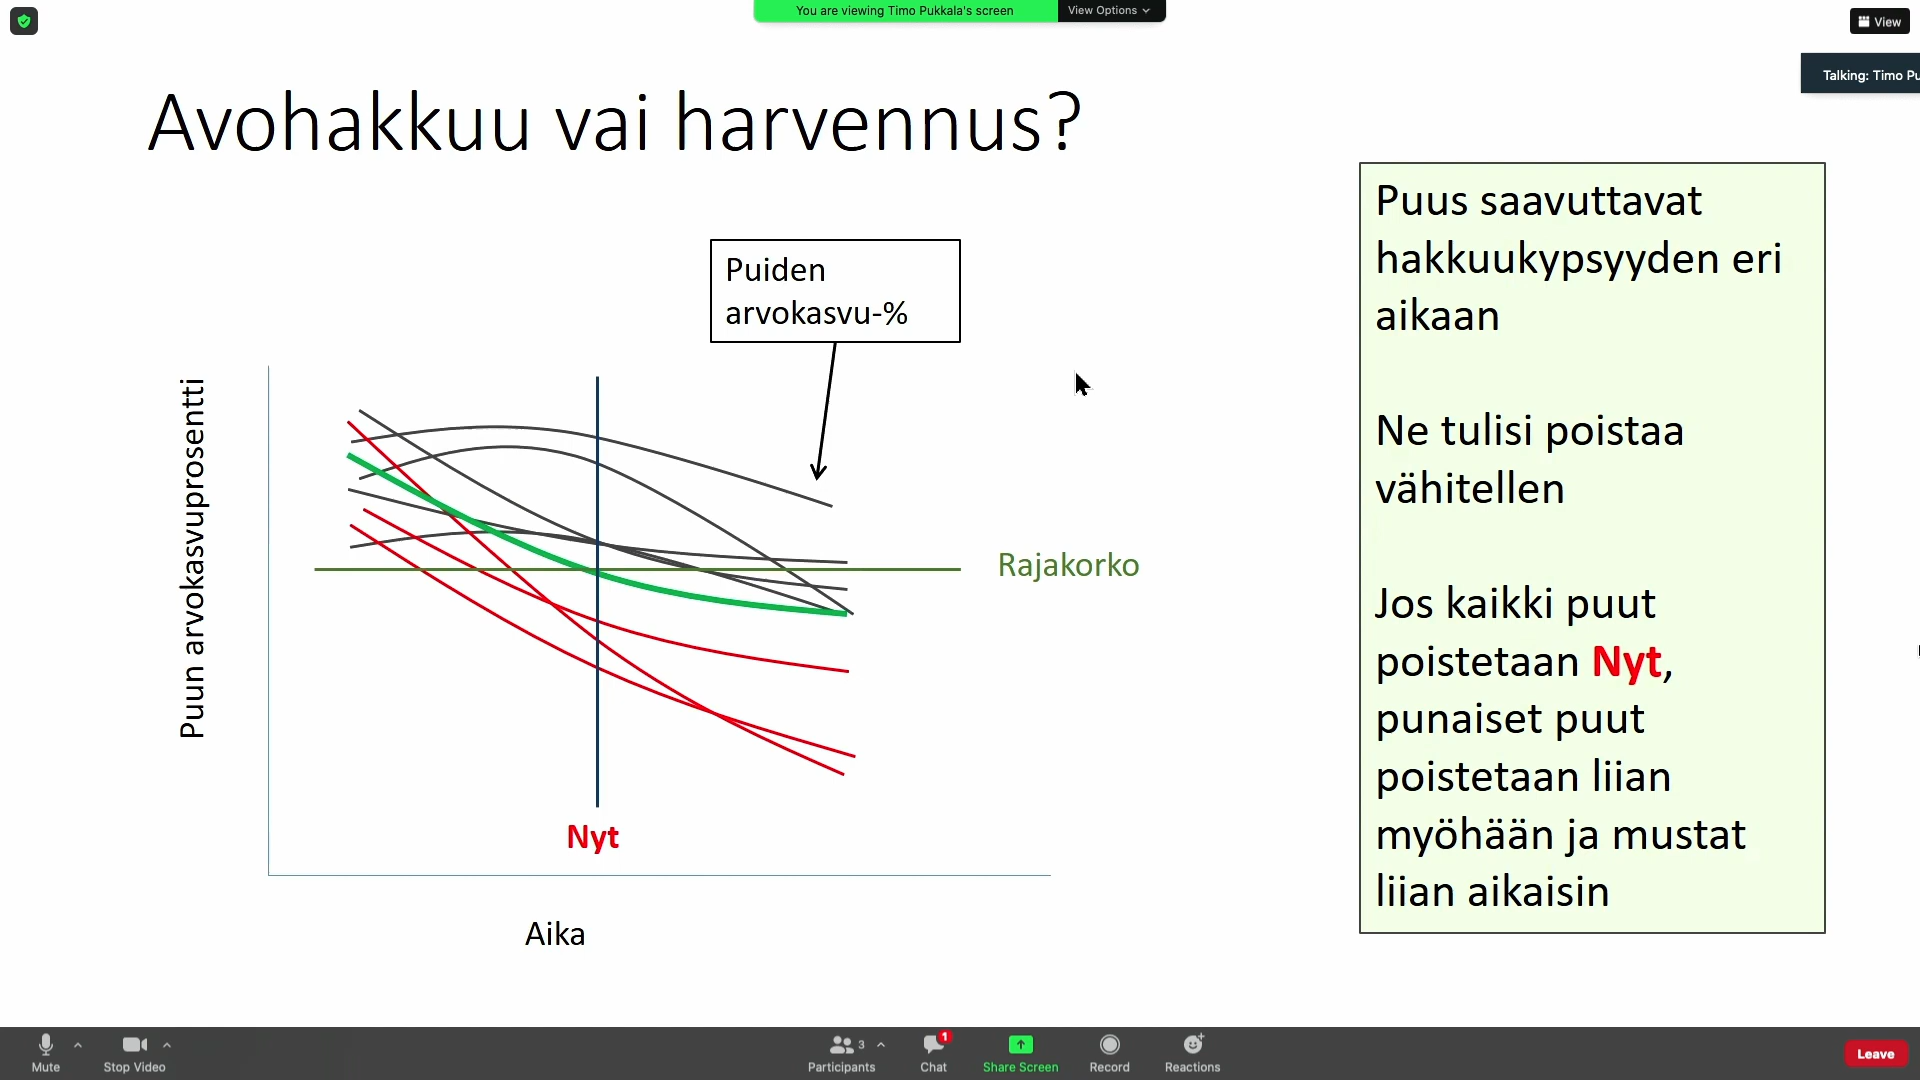 You are viewing Timo Pukkala's screen
View Options
View
Talking: Timo Pu
Avohakkuu vai harvennus?
Puiden
arvokasvu-%
Puun arvokasvuprosentti
Rajakorko
Nyt
Aika
Puus saavuttavat
hakkuukypsyyden eri
aikaan
Ne tulisi poistaa
vähitellen
Jos kaikki puut
poistetaan Nyt,
punaiset puut
poistetaan liian
myöhään ja mustat
liian aikaisin
Mute
Stop Video
3
Participants
1
Chat
Share Screen
Record
Reactions
Leave